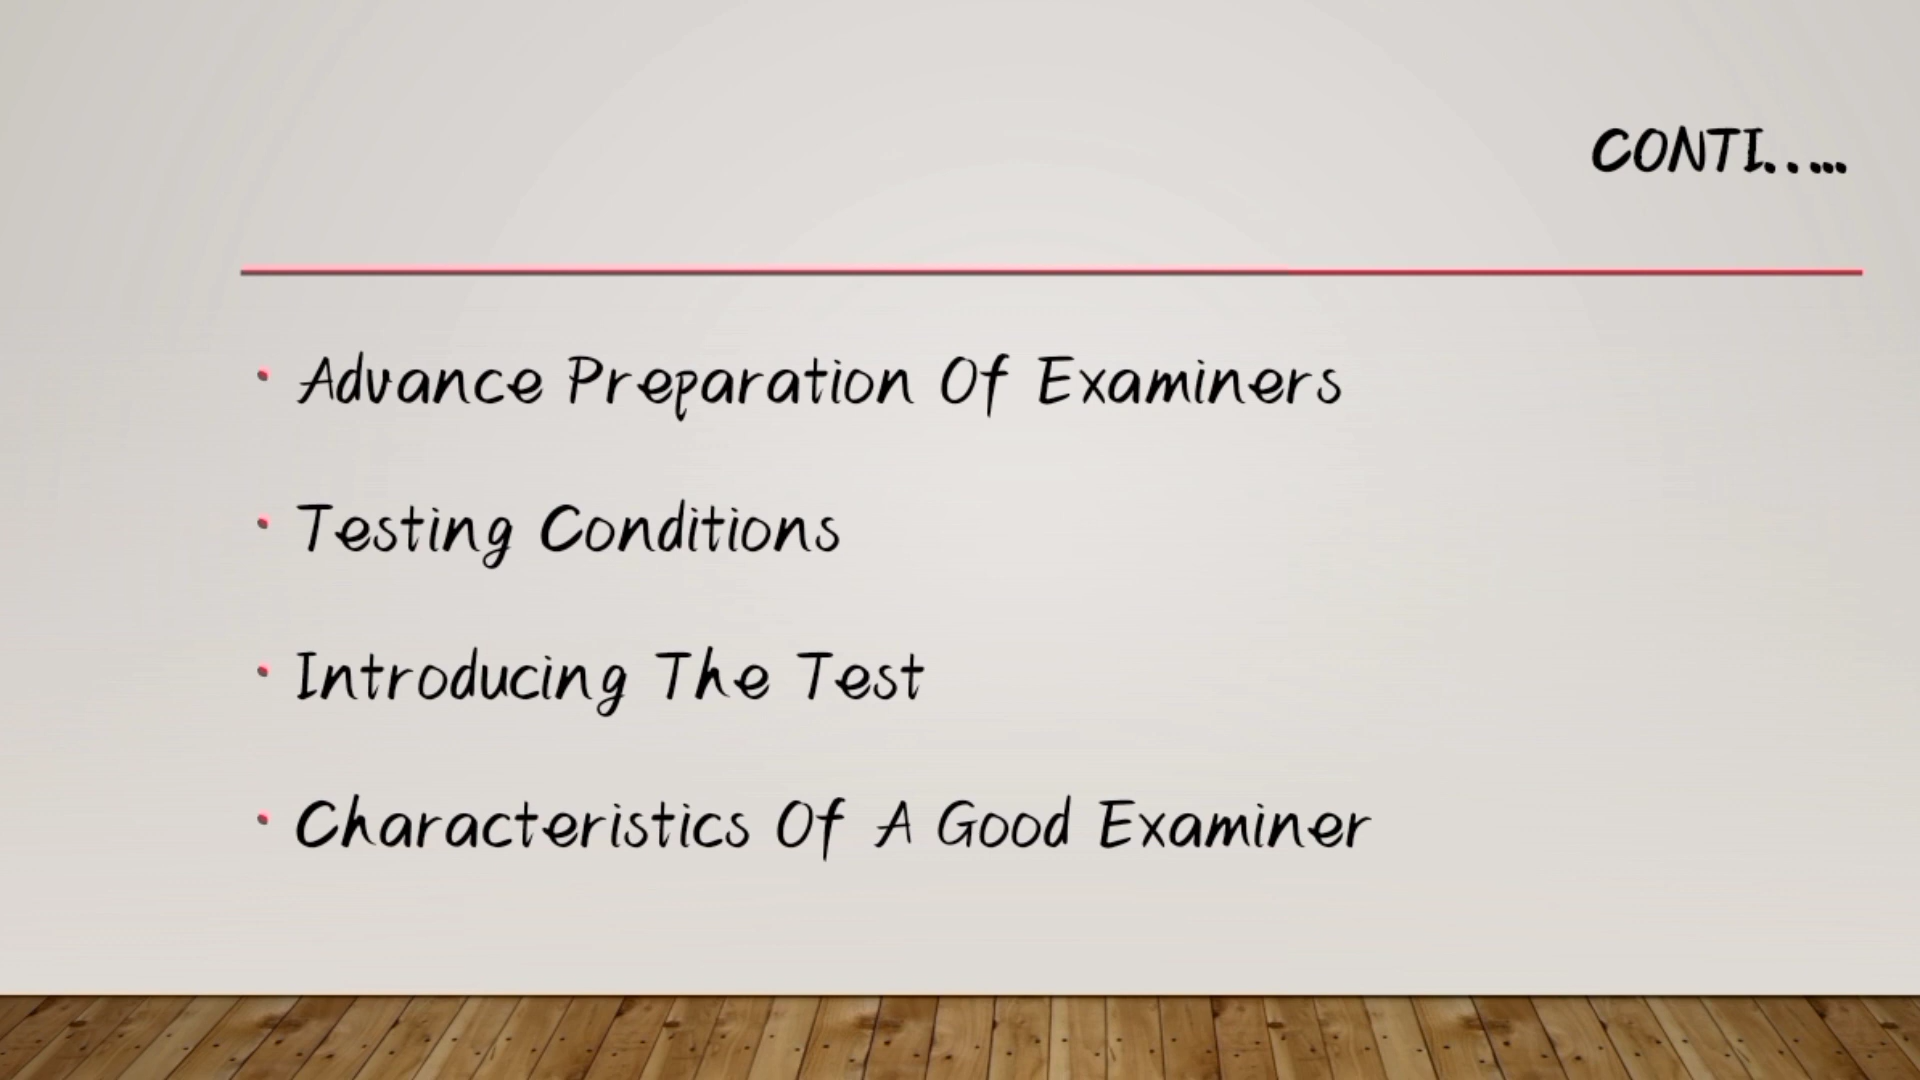 CONTI.....
• Advance Preparation Of Examiners
• Testing Conditions
• Introducing The Test
• Characteristics Of A Good Examiner